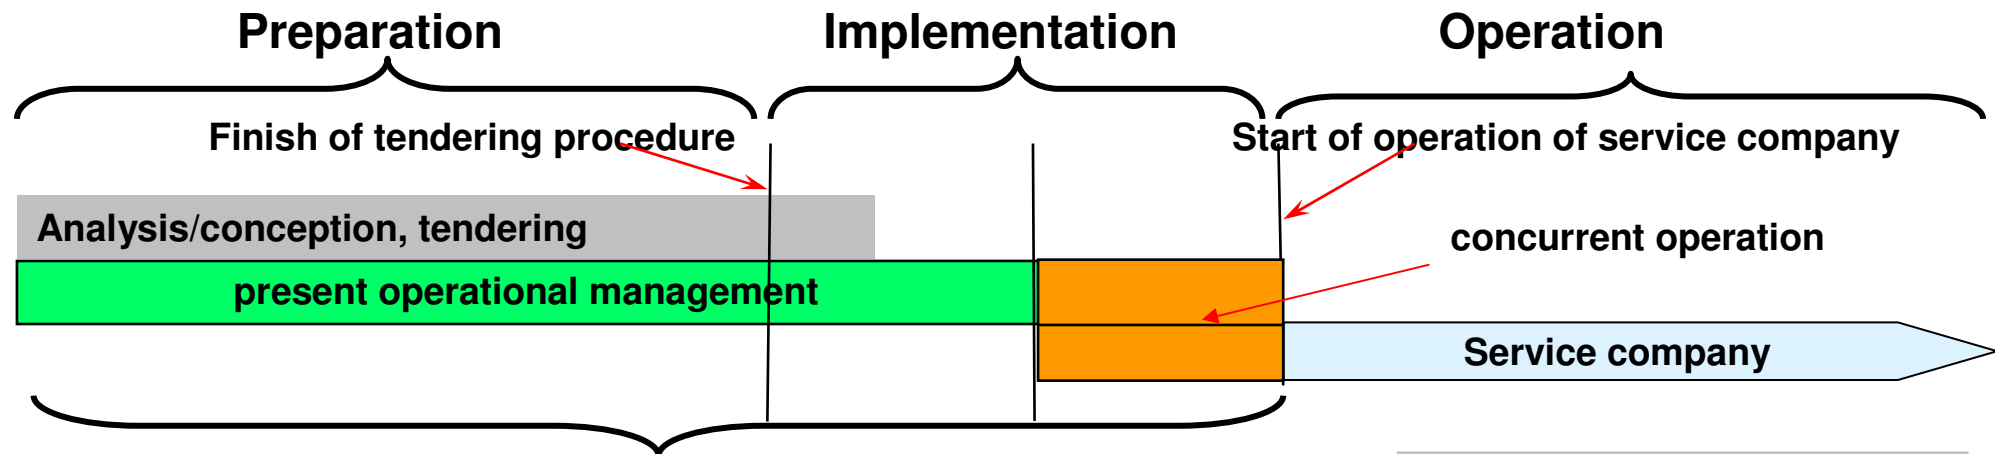 Preparation
Implementation
Operation
Finish of tendering procedure
Start of operation of service company
Analysis/conception, tendering
concurrent operation
present operational management
Service company